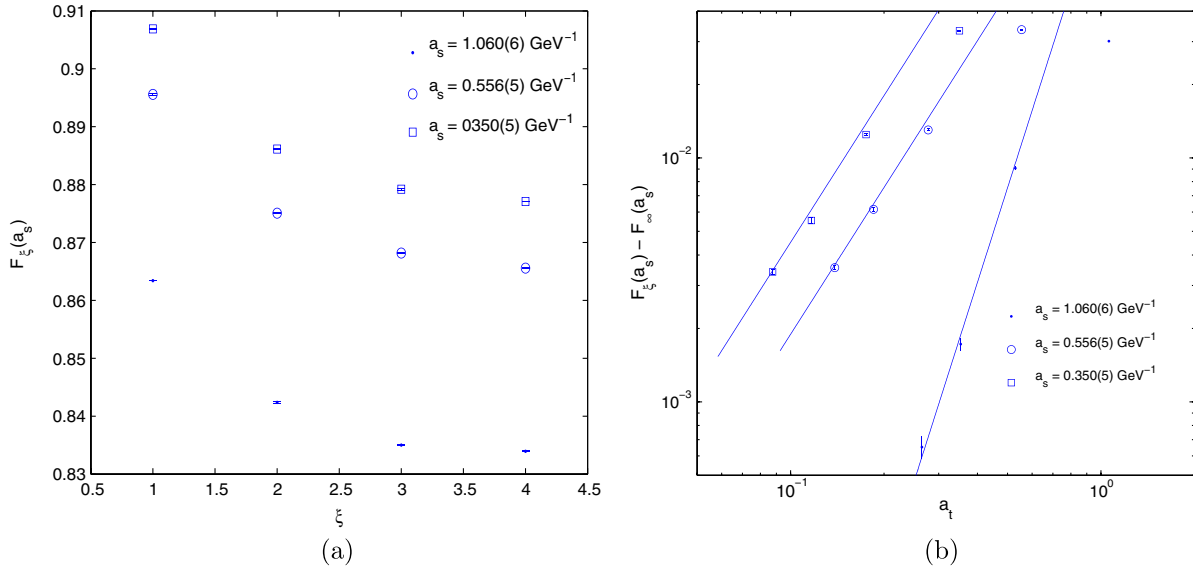 0.91
0.9
0.89
0.88
0.87
0.86
0.85
0.84
0.83
0.5 1 1.5 2 2.5 3 3.5 4 4.5
F_ξ(a_s)
ξ
a_s = 1.060(6) GeV^{-1}
a_s = 0.556(5) GeV^{-1}
a_s = 0350(5) GeV^{-1}
(a)
10^{-2}
10^{-3}
10^{-1} 10^0
F_ξ(a_s) − F_∞(a_s)
a_t
a_s = 1.060(6) GeV^{-1}
a_s = 0.556(5) GeV^{-1}
a_s = 0.350(5) GeV^{-1}
(b)